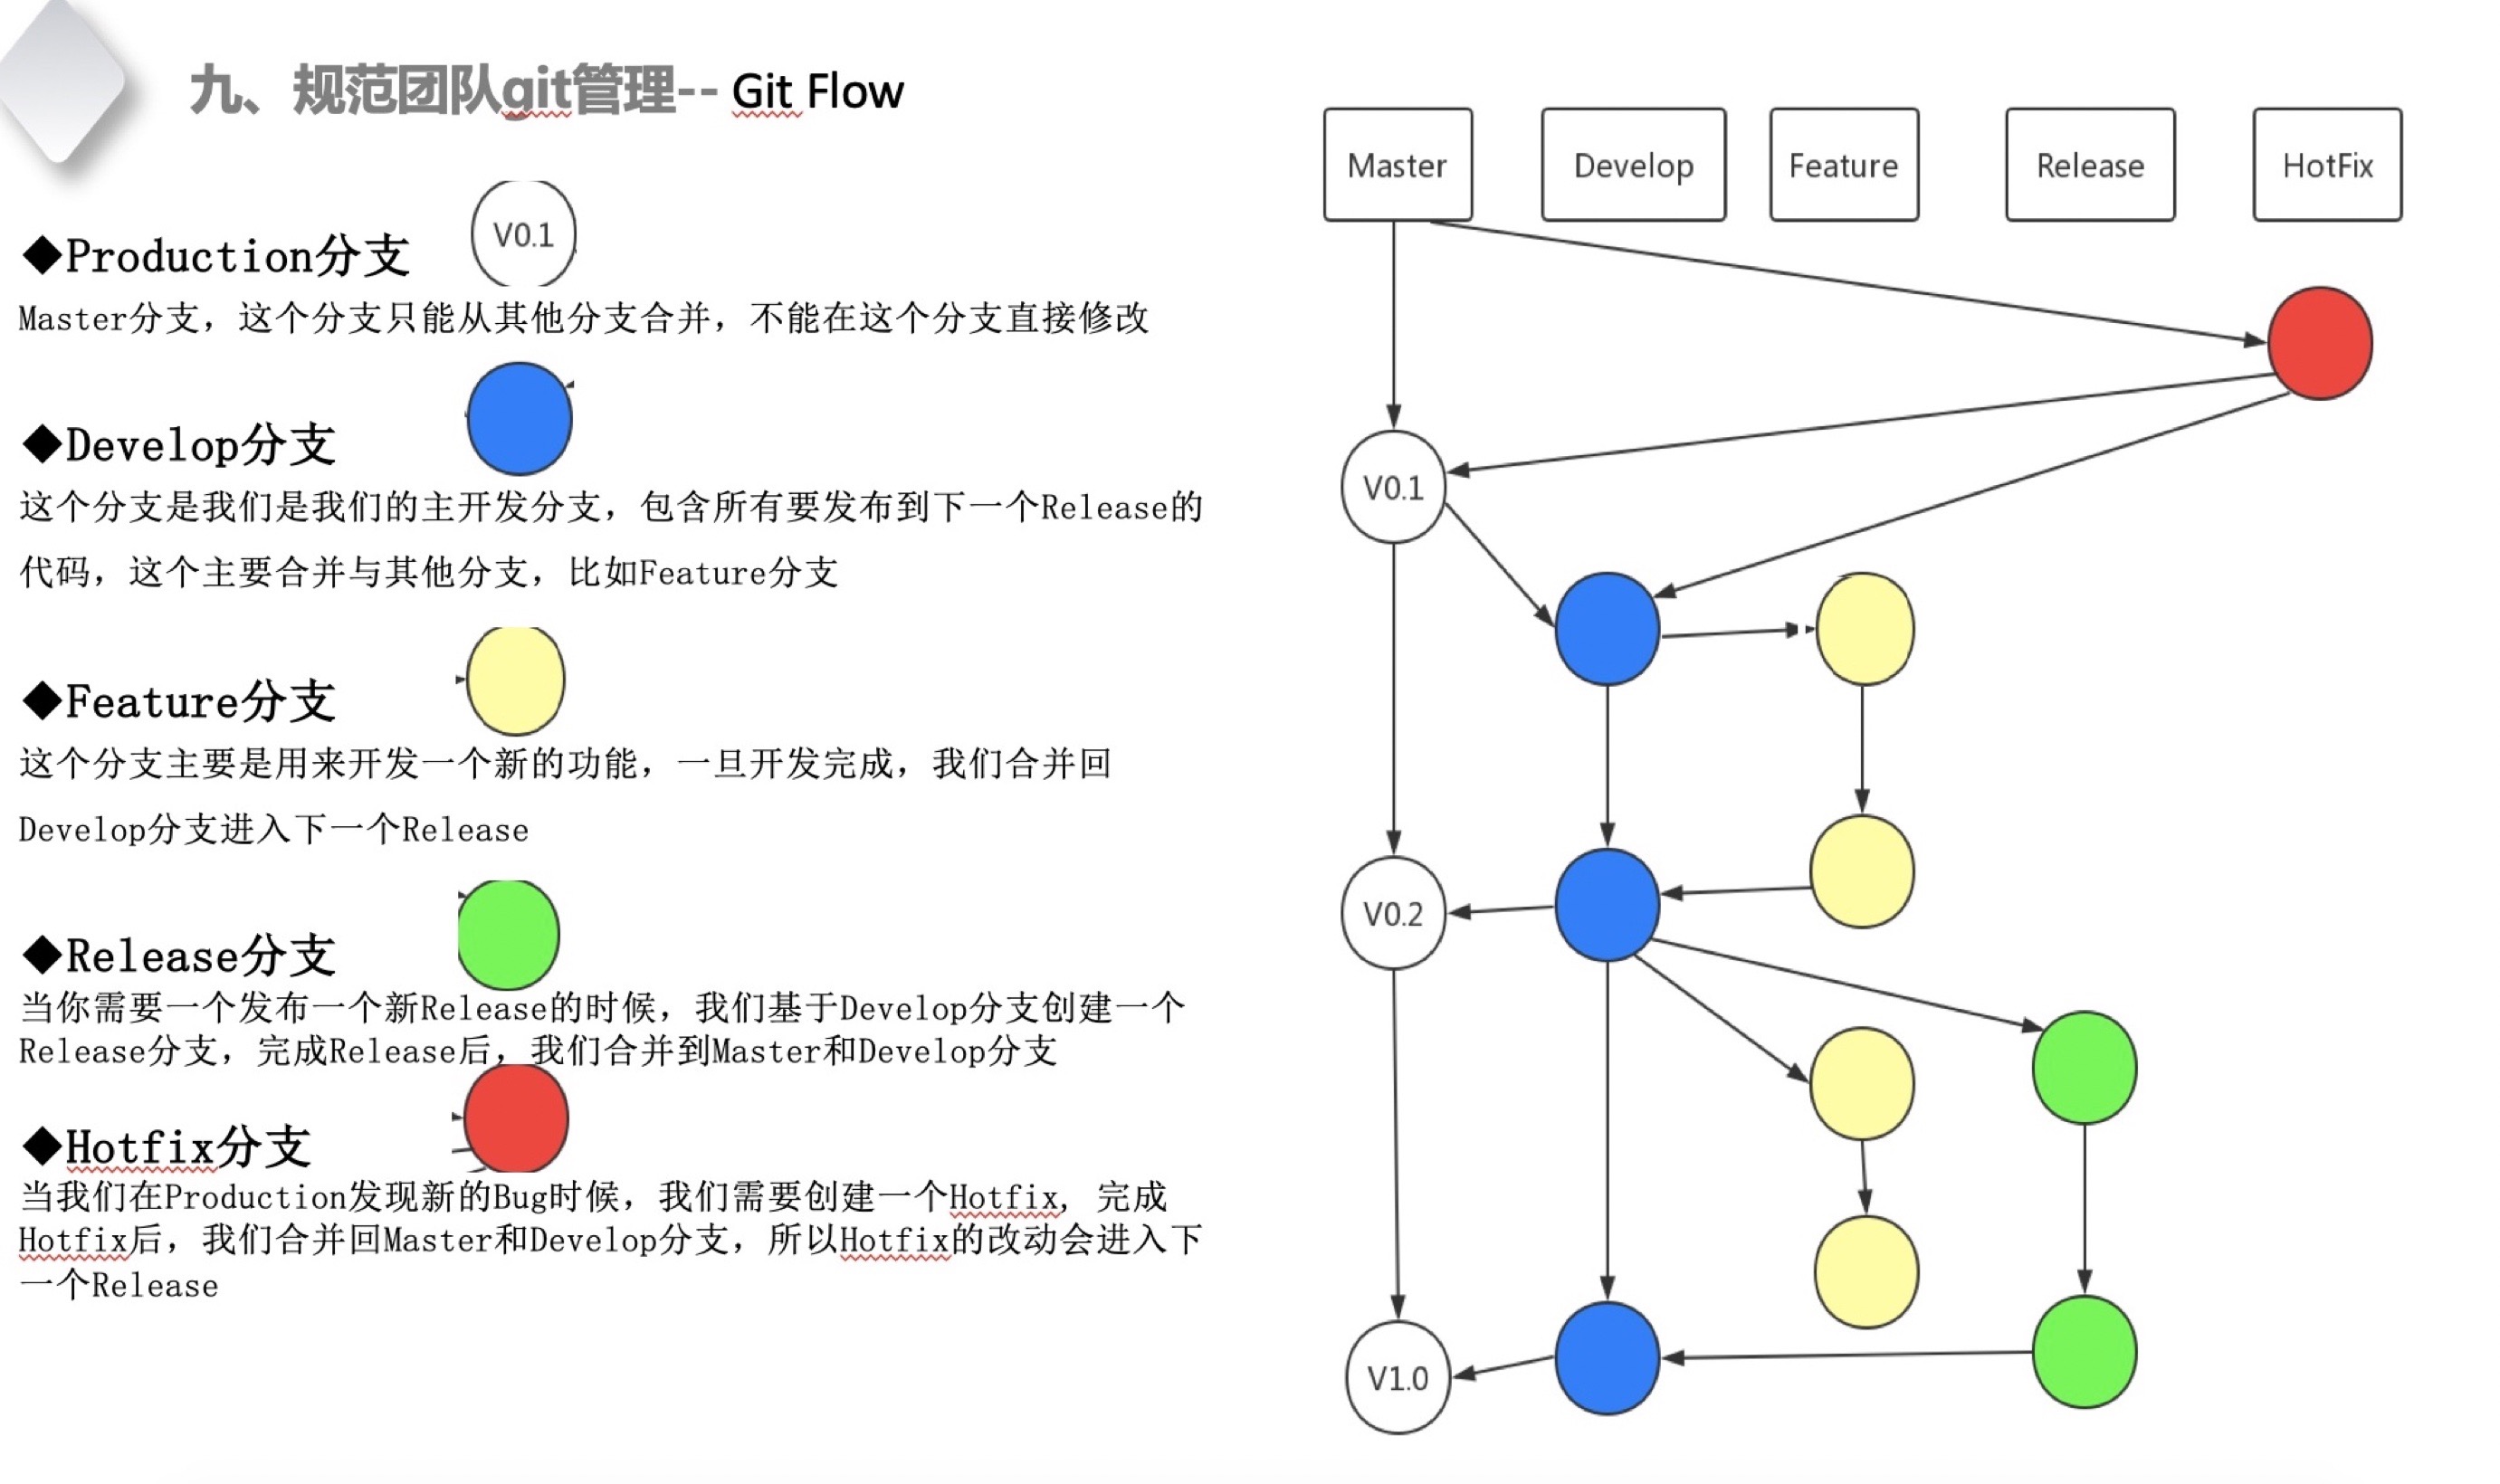 九、规范团队git管理-- Git Flow
V0.1
◆Production分支
Master分支，这个分支只能从其他分支合并，不能在这个分支直接修改
◆Develop分支
这个分支是我们是我们的主开发分支，包含所有要发布到下一个Release的
代码，这个主要合并与其他分支，比如Feature分支
◆Feature分支
这个分支主要是用来开发一个新的功能，一旦开发完成，我们合并回
Develop分支进入下一个Release
◆Release分支
当你需要一个发布一个新Release的时候，我们基于Develop分支创建一个
Release分支，完成Release后，我们合并到Master和Develop分支
◆Hotfix分支
当我们在Production发现新的Bug时候，我们需要创建一个Hotfix, 完成
Hotfix后，我们合并回Master和Develop分支，所以Hotfix的改动会进入下
一个Release
Master
Develop
Feature
Release
HotFix
V0.1
V0.2
V1.0